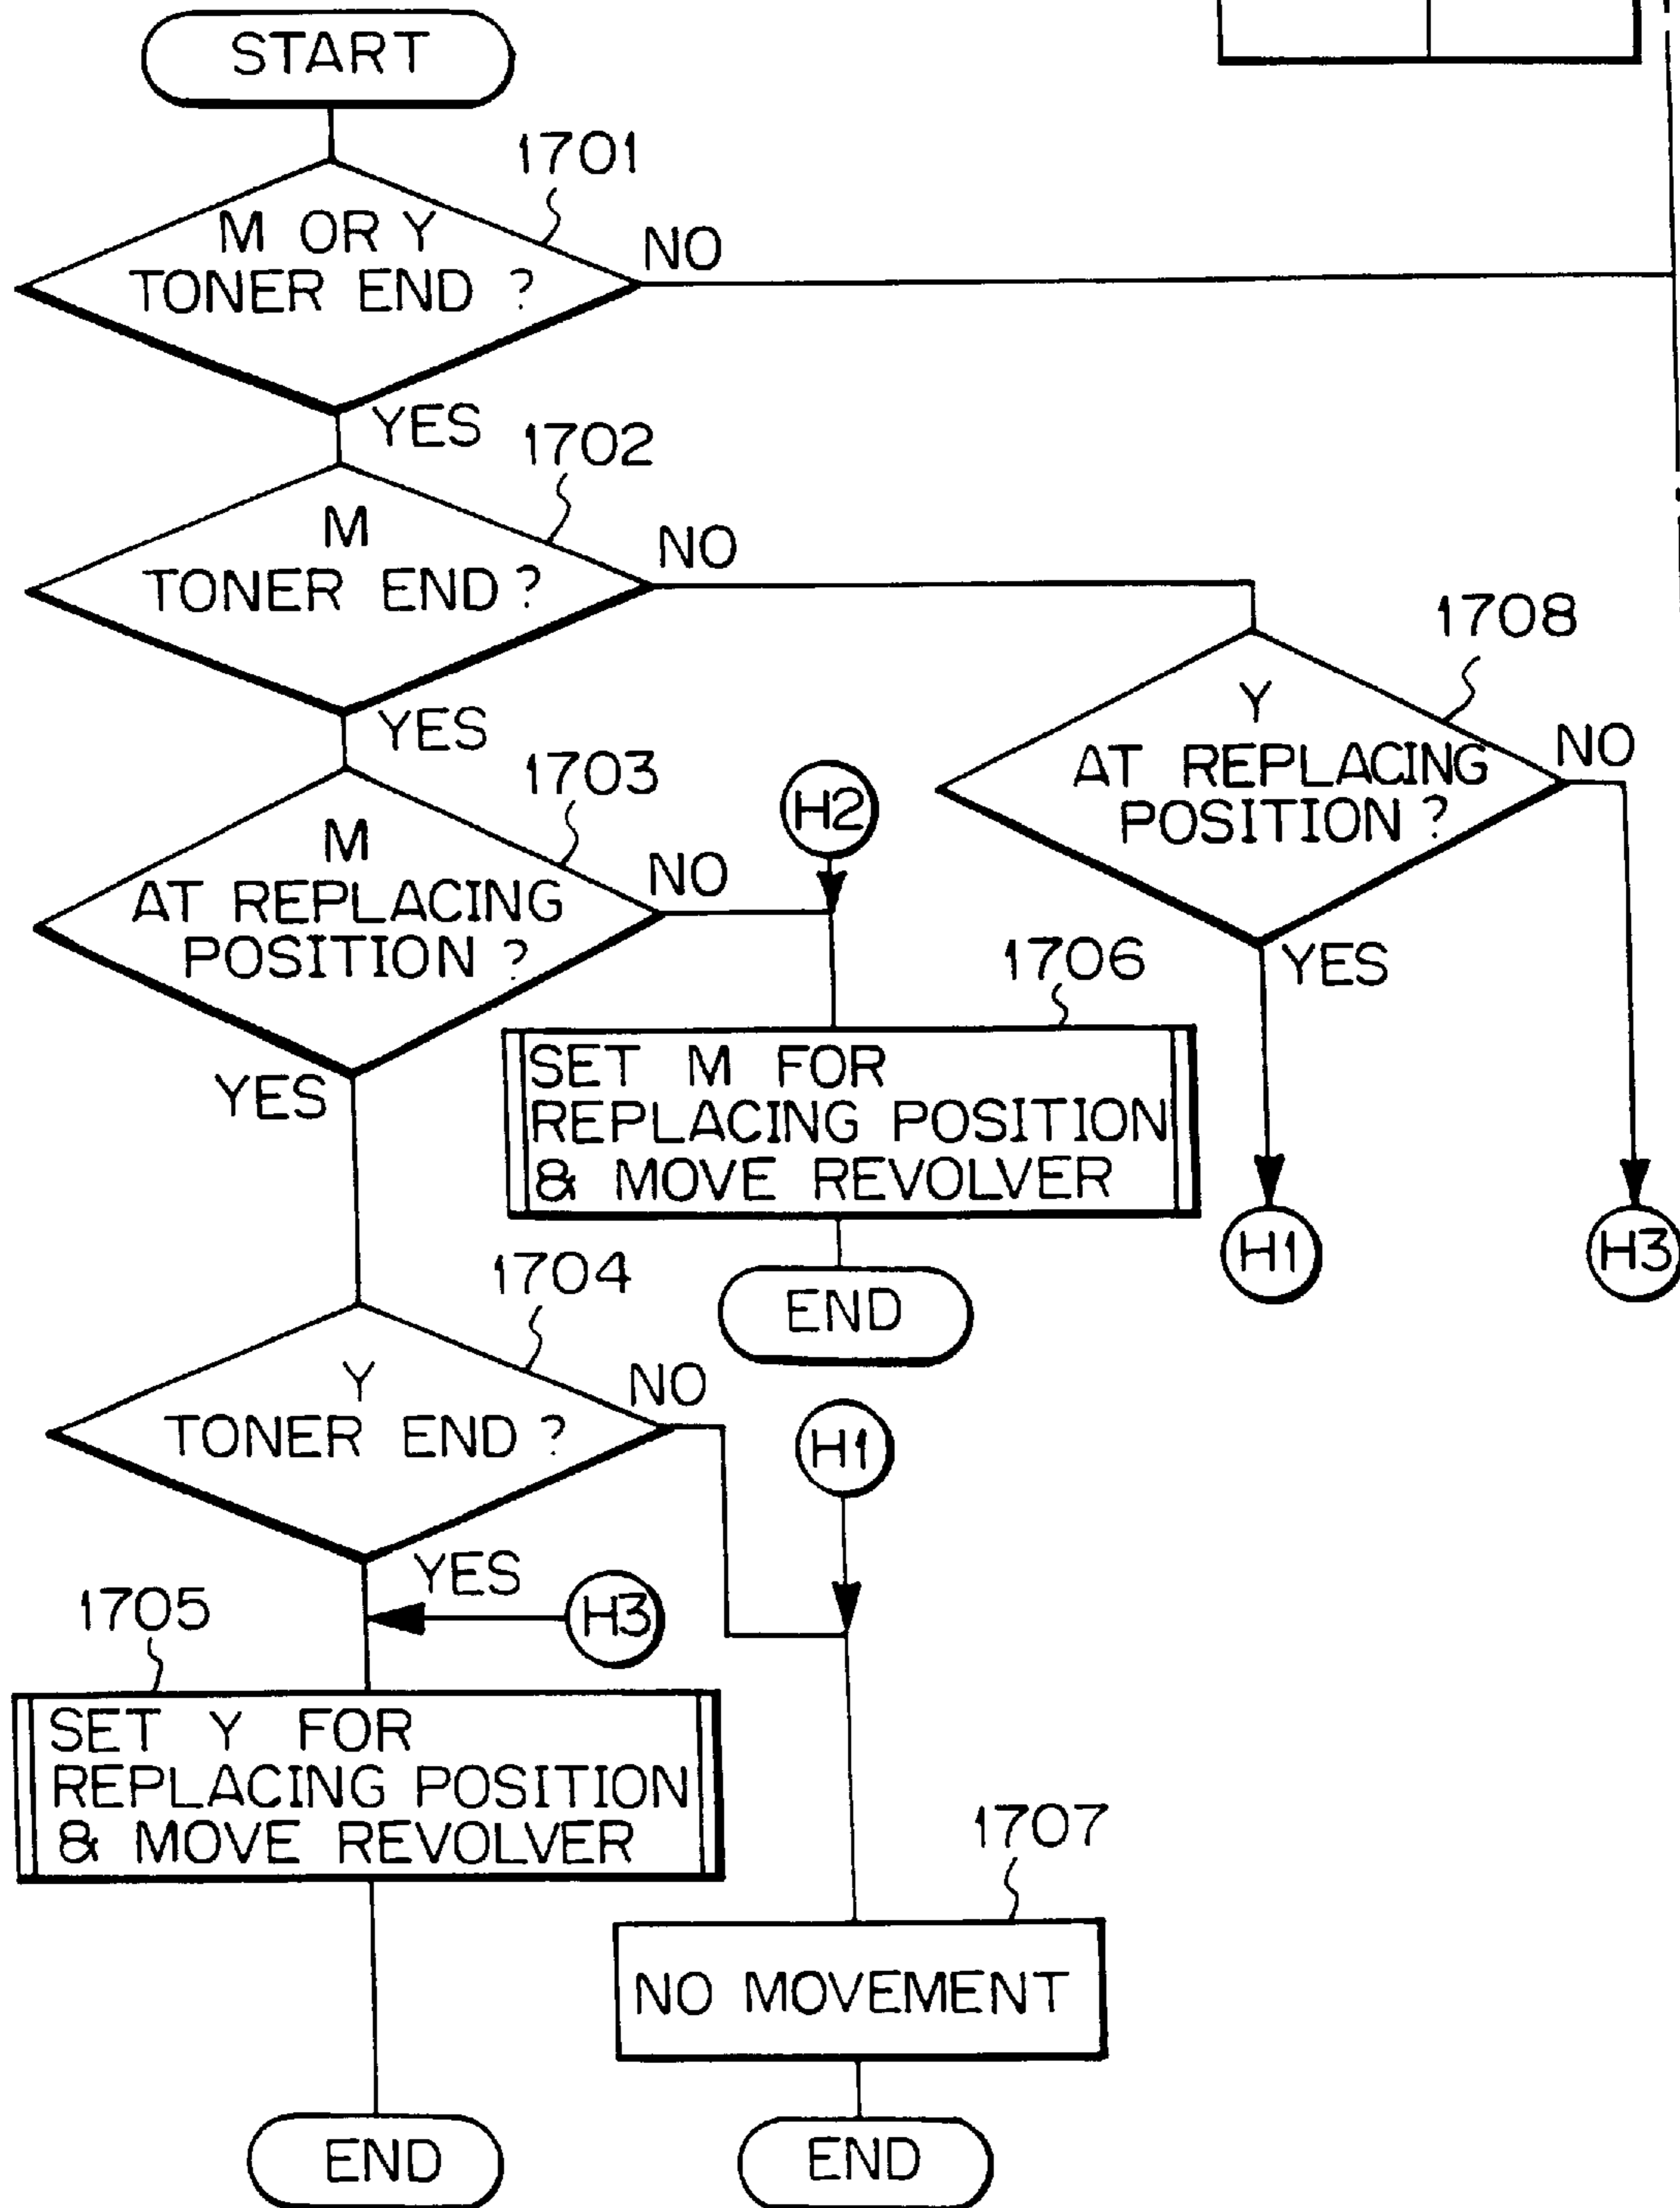 START
1701
M OR Y
TONER END ?
NO
YES
1702
M
TONER END ?
NO
1708
Y
AT REPLACING
POSITION ?
NO
YES
YES
1703
M
AT REPLACING
POSITION ?
NO
H2
YES
1706
SET M FOR
REPLACING POSITION
& MOVE REVOLVER
H1
H3
END
1704
Y
TONER END ?
NO
H1
YES
H3
1705
SET Y FOR
REPLACING POSITION
& MOVE REVOLVER
1707
NO MOVEMENT
END
END